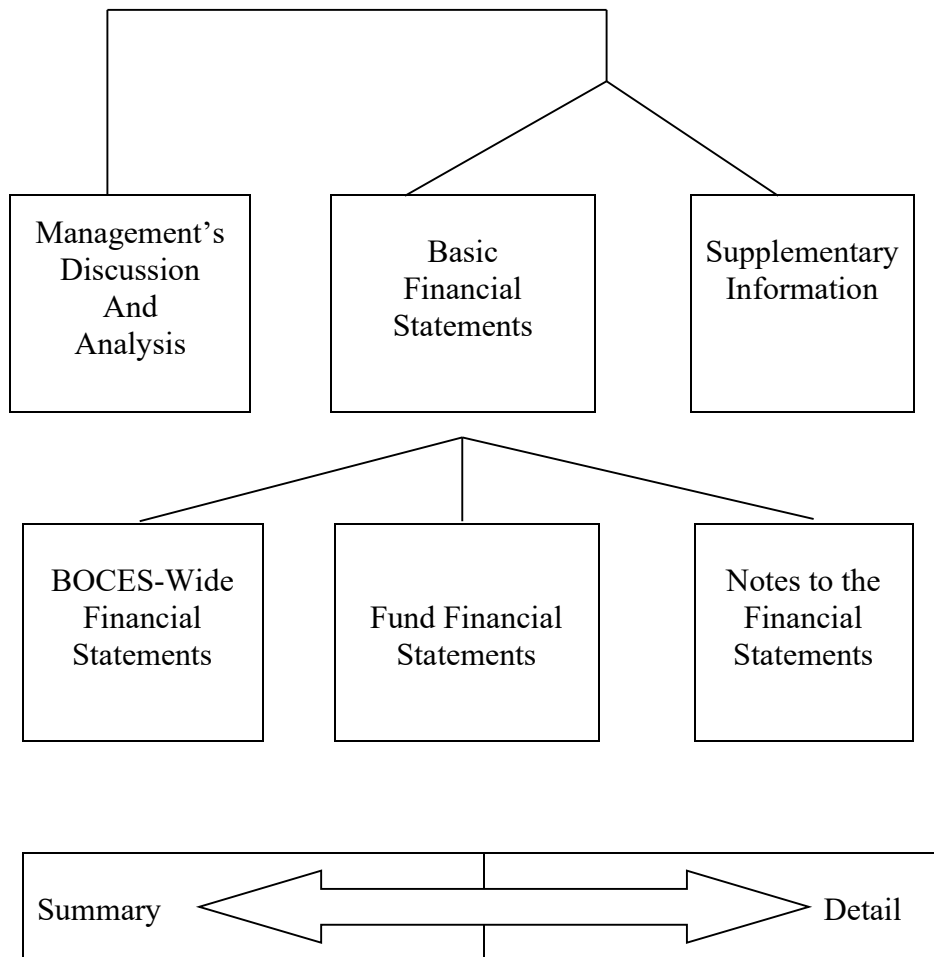 Management’s
Discussion
And
Analysis
Basic
Financial
Statements
Supplementary
Information
BOCES-Wide
Financial
Statements
Fund Financial
Statements
Notes to the
Financial
Statements
Summary
Detail